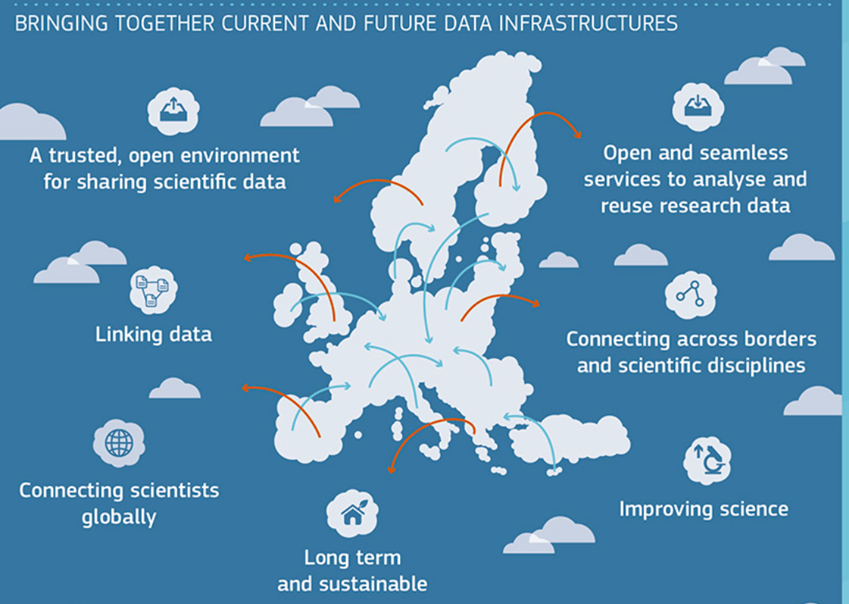 BRINGING TOGETHER CURRENT AND FUTURE DATA INFRASTRUCTURES
A trusted, open environment
for sharing scientific data
Open and seamless
services to analyse and
reuse research data
Linking data
Connecting across borders
and scientific disciplines
Connecting scientists
globally
Improving science
Long term
and sustainable